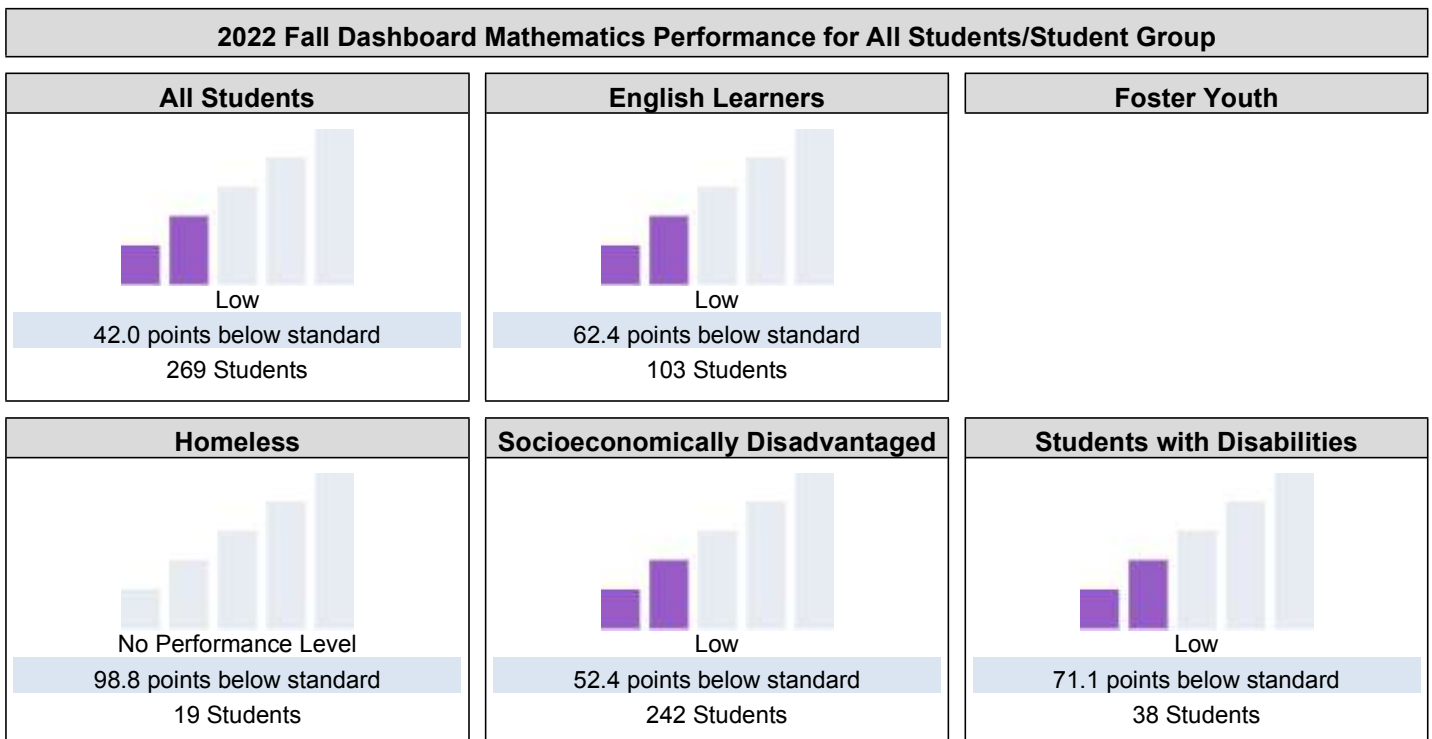 2022 Fall Dashboard Mathematics Performance for All Students/Student Group
All Students
Low
42.0 points below standard
269 Students
English Learners
Low
62.4 points below standard
103 Students
Foster Youth
Homeless
No Performance Level
98.8 points below standard
19 Students
Socioeconomically Disadvantaged
Low
52.4 points below standard
242 Students
Students with Disabilities
Low
71.1 points below standard
38 Students